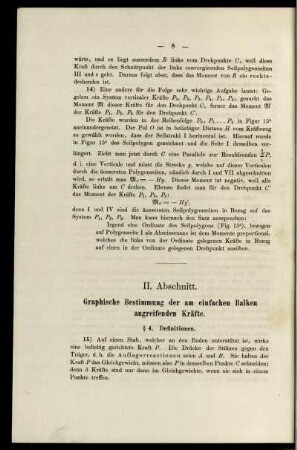 — 8 —
wärts, und es liegt ausserdem B links vom Drehpunkte C, weil diese
Kraft durch den Schnittpunkt der links convergirenden Seilpolygonseiten
III und e geht. Daraus folgt aber, dass das Moment von B ein rechts-
drehendes ist.
14) Eine andere für die Folge sehr wichtige Aufgabe lautet: Ge-
geben ein System verticaler Kräfte P₀, P₁, P₂, P₃, P₄, P₅, gesucht das
Moment 𝔐 dieser Kräfte für den Drehpunkt C, ferner das Moment 𝔐'
der Kräfte P₁, P₂, P₃ für den Drehpunkt C'.
Die Kräfte wurden in der Reihenfolge, P₀, P₁, ... P₅ in Figur 15ᵃ
aneinandergesetzt. Der Pol O ist in beliebiger Distanz H vom Kräftezug
so gewählt, dass der Seilstrahl I horizontal ist. Hierauf wurde in
Figur 15ᵃ das Seilpolygon gezeichnet und die Seite I desselben ver-
längert. Zieht man jetzt durch C eine Parallele zur Resultirenden ΣP,
d i. eine Verticale und misst die Strecke y, welche auf dieser Verticalen
durch die äussersten Polygonseiten, nämlich durch I und VII abgeschnitten
wird, so erhält man 𝔐 = — Hy. Dieses Moment ist negativ, weil alle
Kräfte links um C drehen. Ebenso findet man für den Drehpunkt C'
das Moment der Kräfte
= — Hy',
denn I und IV sind die äussersten Seilpolygonseiten in Bezug auf das
System P₁, P₂, P₃. Man kann hiernach den Satz aussprechen:
Irgend eine Ordinate des Seilpolygons (Fig 15ᵃ), bezogen
auf Polygonseite I als Abscissenaxe ist dem Momente proportional,
welches die links von der Ordinate gelegenen Kräfte in Bezug
auf einen in der Ordinate gelegenen Drehpunkt ausüben.
II. Abschnitt.
Graphische Bestimmung der am einfachen Balken
angreifenden Kräfte.
§ 4. Definitionen.
15) Auf einen Stab, welcher an den Enden unterstützt ist, wirke
eine beliebig gerichtete Kraft P. Die Drücke der Stützen gegen den
Träger, d. h. die Auflagerreactionen seien A und B. Sie halten der
Kraft P das Gleichgewicht, müssen also P in demselben Punkte C schneiden;
denn 3 Kräfte sind nur dann im Gleichgewichte, wenn sie sich in einem
Punkte treffen.